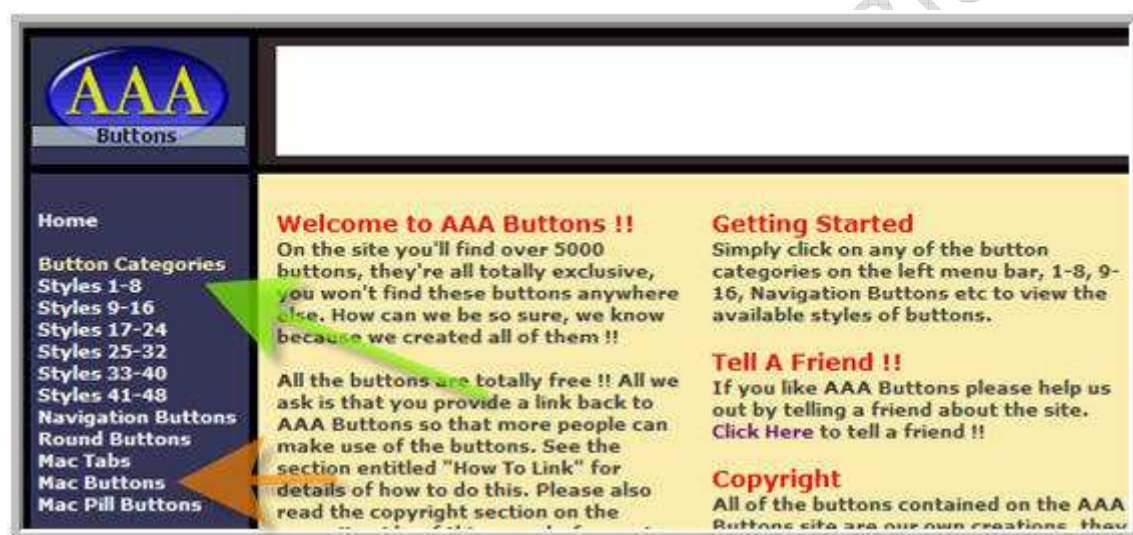 AAA
Buttons
Home
Button Categories
Styles 1-8
Styles 9-16
Styles 17-24
Styles 25-32
Styles 33-40
Styles 41-48
Navigation Buttons
Round Buttons
Mac Tabs
Mac Buttons
Mac Pill Buttons
Welcome to AAA Buttons !!
On the site you'll find over 5000
buttons, they're all totally exclusive,
you won't find these buttons anywhere
else. How can we be so sure, we know
because we created all of them !!
All the buttons are totally free !! All we
ask is that you provide a link back to
AAA Buttons so that more people can
make use of the buttons. See the
section entitled "How To Link" for
details of how to do this. Please also
read the copyright section on the
Getting Started
Simply click on any of the button
categories on the left menu bar, 1-8, 9-
16, Navigation Buttons etc to view the
available styles of buttons.
Tell A Friend !!
If you like AAA Buttons please help us
out by telling a friend about the site.
Click Here to tell a friend !!
Copyright
All of the buttons contained on the AAA
Buttons site are our own creations, they